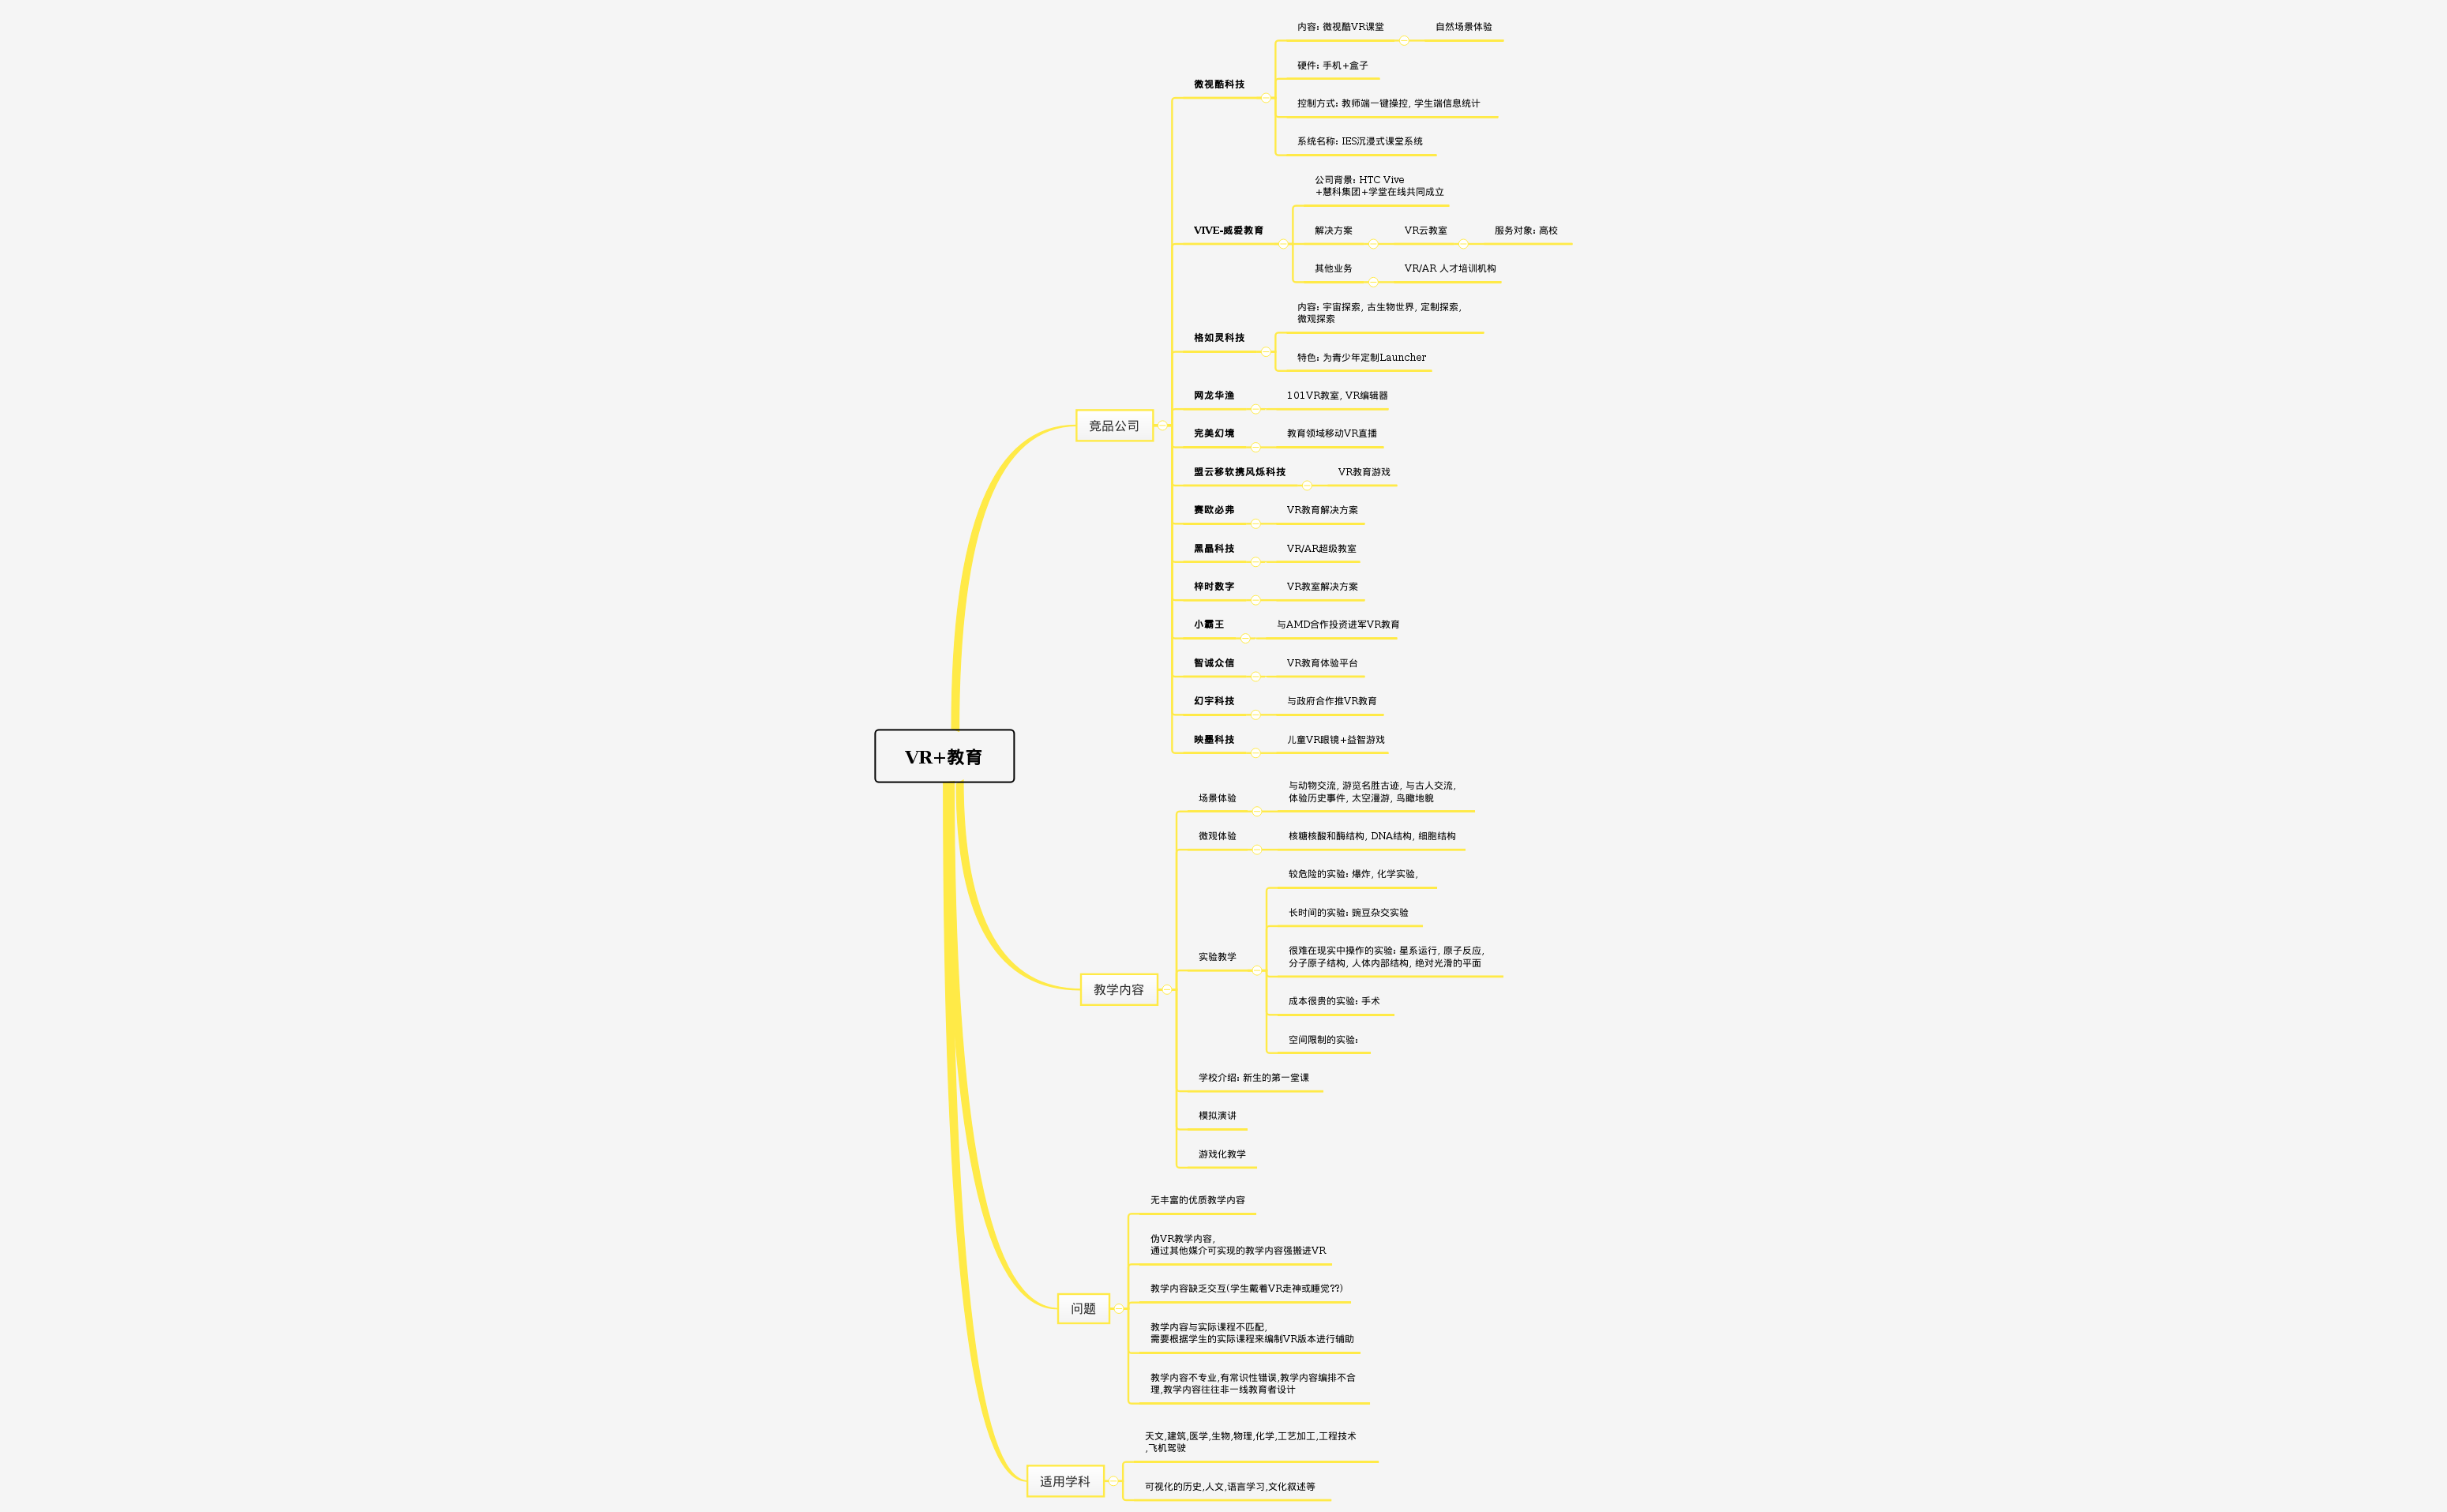 VR+教育
竟品公司
微视酷科技
内容: 微视酷VR课堂
自然场景体验
硬件: 手机+盒子
控制方式: 教师端一键操控, 学生端信息统计
系统名称: IES沉浸式课堂系统
VIVE-威爱教育
公司背景: HTC Vive
+慧科集团+学堂在线共同成立
解决方案
VR云教室
服务对象: 高校
其他业务
VR/AR 人才培训机构
格如灵科技
内容: 宇宙探索, 古生物世界, 定制探索,
微观探索
特色: 为青少年定制Launcher
网龙华渔
101VR教室, VR编辑器
完美幻境
教育领域移动VR直播
盟云移软携风烁科技
VR教育游戏
赛欧必弗
VR教育解决方案
黑晶科技
VR/AR超级教室
梓时数字
VR教室解决方案
小霸王
与AMD合作投资进军VR教育
智诚众信
VR教育体验平台
幻宇科技
与政府合作推VR教育
映墨科技
儿童VR眼镜+益智游戏
教学内容
场景体验
与动物交流, 游览名胜古迹, 与古人交流,
体验历史事件, 太空漫游, 鸟瞰地貌
微观体验
核糖核酸和酶结构, DNA结构, 细胞结构
实验教学
较危险的实验: 爆炸, 化学实验,
长时间的实验: 豌豆杂交实验
很难在现实中操作的实验: 星系运行, 原子反应,
分子原子结构, 人体内部结构, 绝对光滑的平面
成本很贵的实验: 手术
空间限制的实验:
学校介绍: 新生的第一堂课
模拟演讲
游戏化教学
问题
无丰富的优质教学内容
伪VR教学内容,
通过其他媒介可实现的教学内容强搬进VR
教学内容缺乏交互(学生戴着VR走神或睡觉??)
教学内容与实际课程不匹配,
需要根据学生的实际课程来编制VR版本进行辅助
教学内容不专业,有常识性错误,教学内容编排不合
理,教学内容往往非一线教育者设计
适用学科
天文,建筑,医学,生物,物理,化学,工艺加工,工程技术
,飞机驾驶
可视化的历史,人文,语言学习,文化叙述等